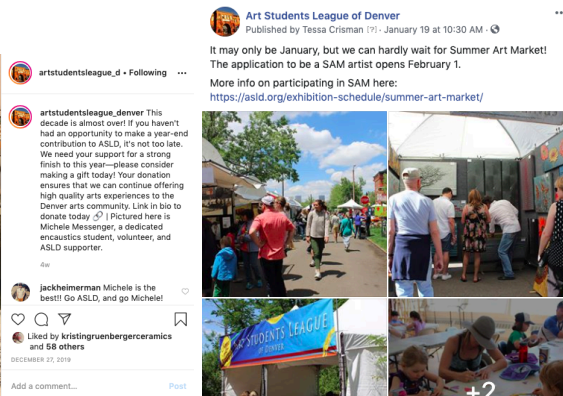 artstudentsleague_d • Following
artstudentsleague_denver This
decade is almost over! If you haven't
had an opportunity to make a year-end
contribution to ASLD, it's not too late.
We need your support for a strong
finish to this year—please consider
making a gift today! Your donation
ensures that we can continue offering
high quality arts experiences to the
Denver arts community. Link in bio to
donate today 🔗 | Pictured here is
Michele Messenger, a dedicated
encaustics student, volunteer, and
ASLD supporter.
4w
jackheimerman Michele is the
best!! Go ASLD, and go Michele!
Liked by kristingruenbergerceramics
and 58 others
DECEMBER 27, 2019
Add a comment...
Post
Art Students League of Denver
Published by Tessa Crisman [?] · January 19 at 10:30 AM ·
It may only be January, but we can hardly wait for Summer Art Market!
The application to be a SAM artist opens February 1.
More info on participating in SAM here:
https://asld.org/exhibition-schedule/summer-art-market/
ART STUDENTS LEAGUE
OF DENVER
+2